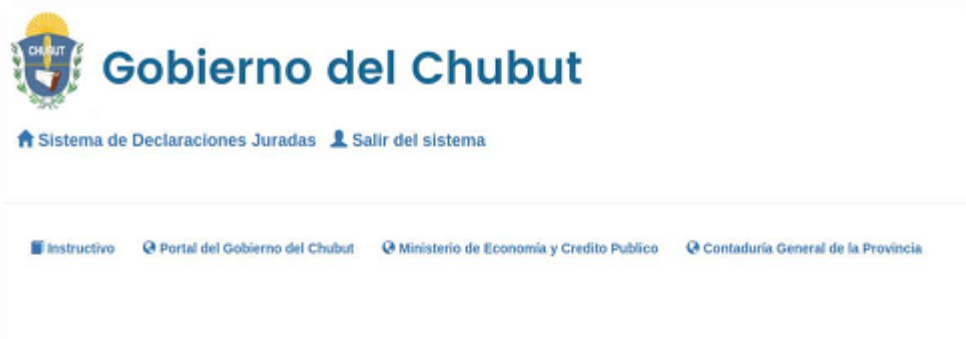 CHUBUT
Gobierno del Chubut
Sistema de Declaraciones Juradas Salir del sistema
Instructivo Portal del Gobierno del Chubut Ministerio de Economía y Credito Publico Contaduría General de la Provincia